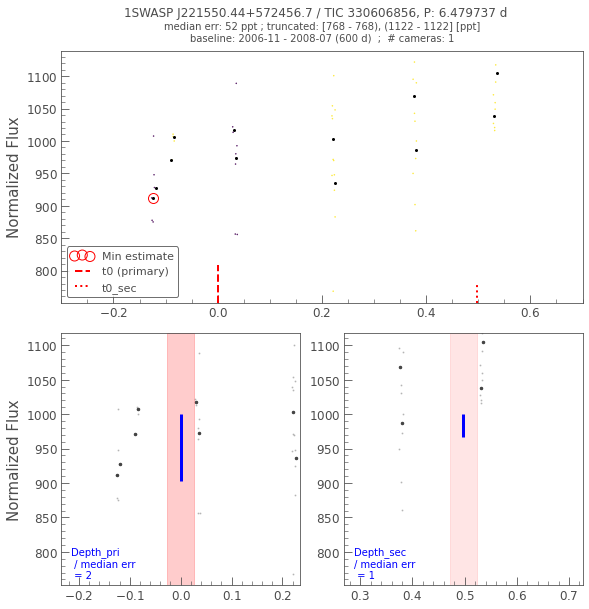 1SWASP J221550.44+572456.7 / TIC 330606856, P: 6.479737 d
median err: 52 ppt ; truncated: [768 - 768), (1122 - 1122] [ppt]
baseline: 2006-11 - 2008-07 (600 d)  ;  # cameras: 1
Normalized Flux
1100
1050
1000
950
900
850
800
Min estimate
t0 (primary)
t0_sec
−0.2 0.0 0.2 0.4 0.6
Normalized Flux
1100
1050
1000
950
900
850
800
Depth_pri
/ median err
= 2
−0.2 −0.1 0.0 0.1 0.2
1100
1050
1000
950
900
850
800
Depth_sec
/ median err
= 1
0.3 0.4 0.5 0.6 0.7